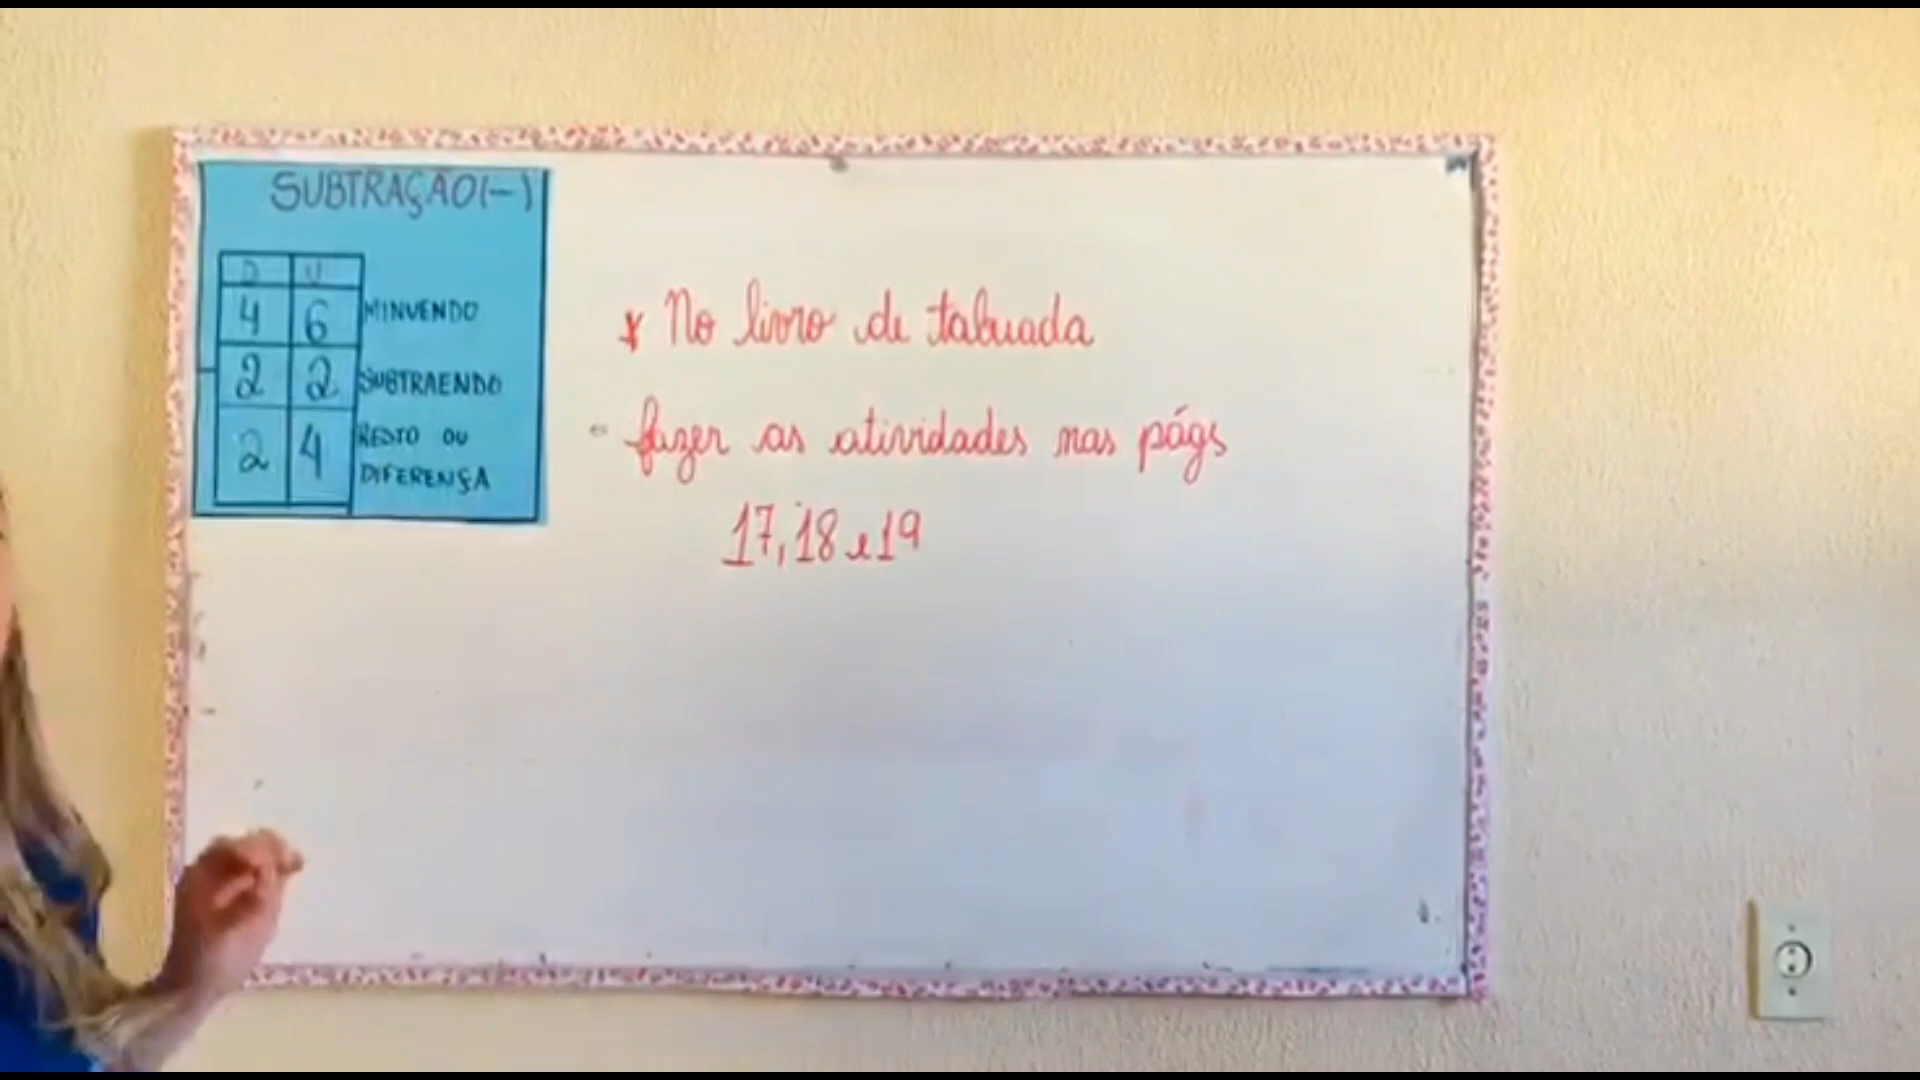 SUBTRAÇÃO(-)
D U
4 6 MINUENDO
- 2 2 SUBTRAENDO
2 4 RESTO OU
DIFERENÇA
* No livro de tabuada
- fazer as atividades nas págs
17, 18 e 19